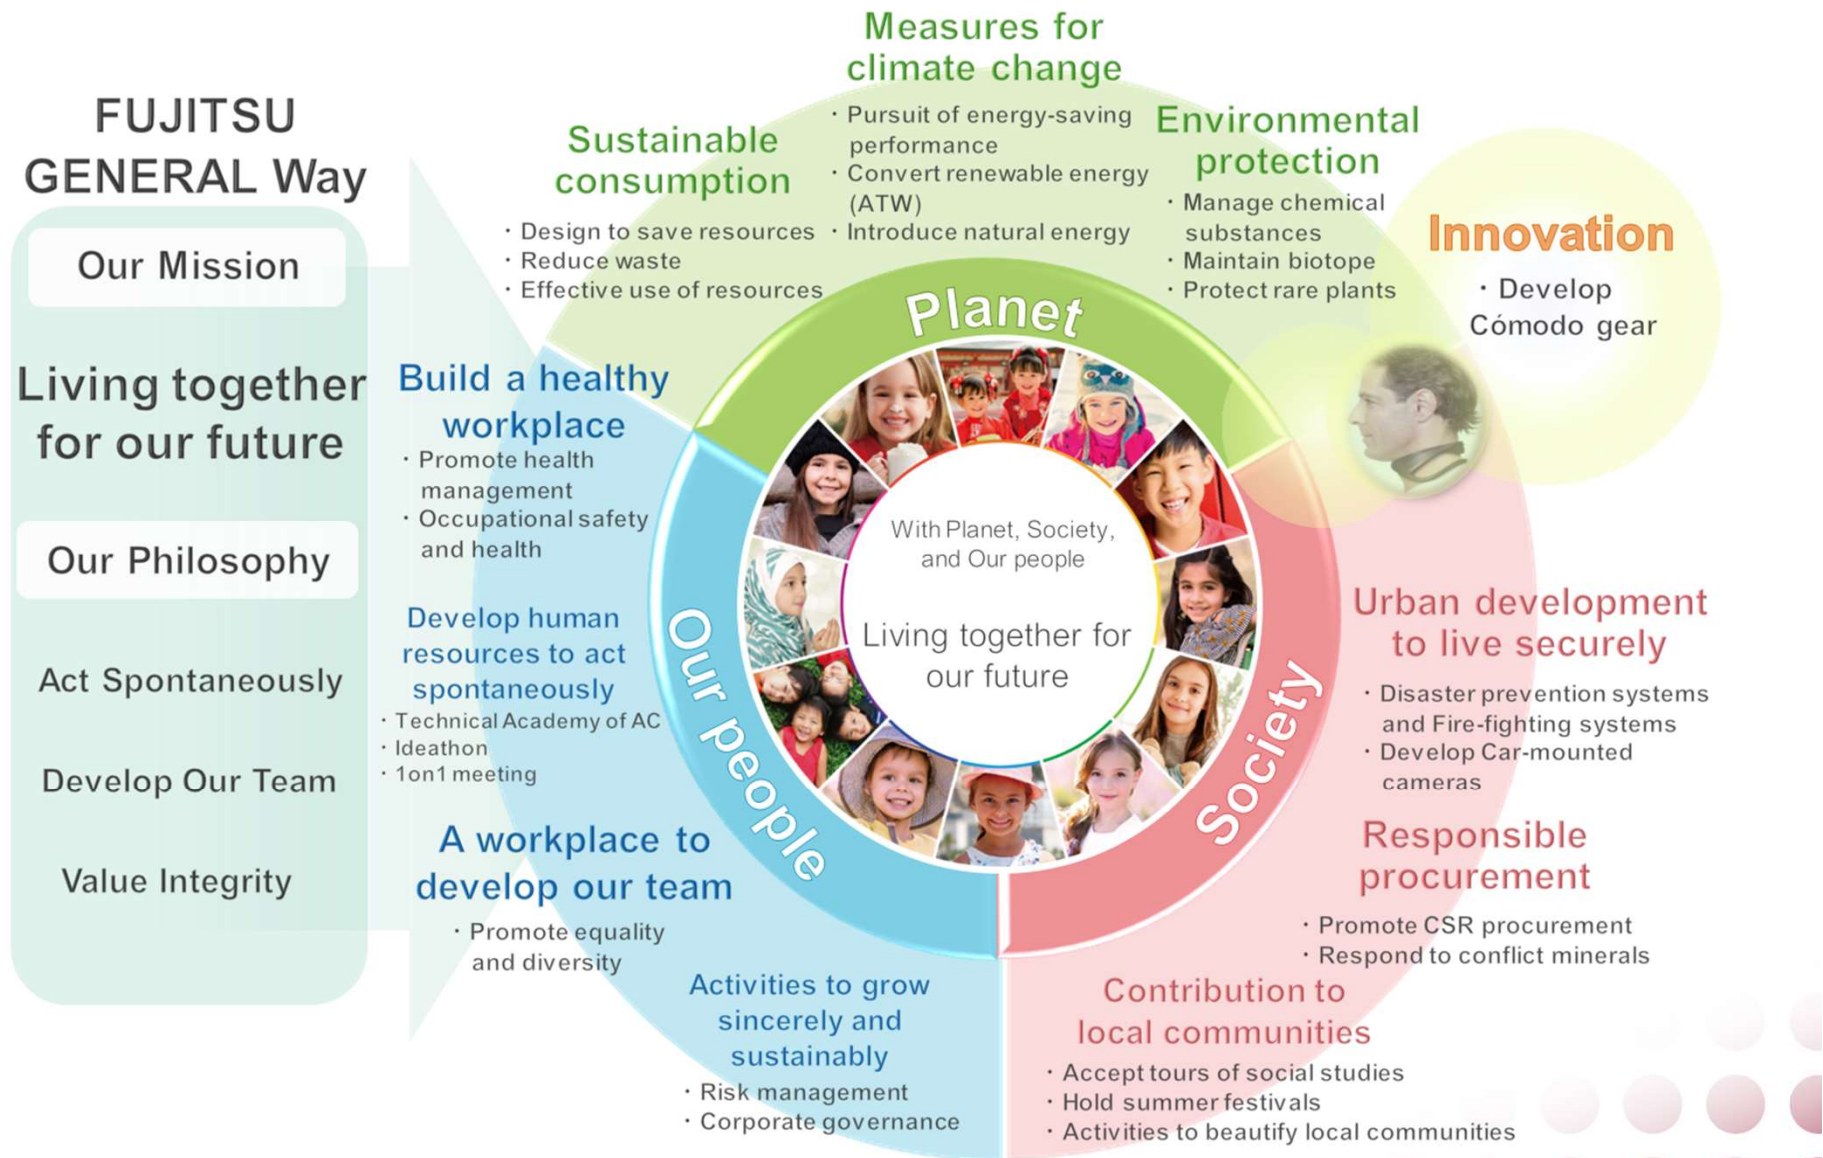 FUJITSU
GENERAL Way
Our Mission
Living together
for our future
Our Philosophy
Act Spontaneously
Develop Our Team
Value Integrity
Measures for
climate change
・Pursuit of energy-saving
performance
・Convert renewable energy
(ATW)
・Introduce natural energy
Sustainable
consumption
・Design to save resources
・Reduce waste
・Effective use of resources
Environmental
protection
・Manage chemical
substances
・Maintain biotope
・Protect rare plants
Innovation
・Develop
Cómodo gear
Planet
Build a healthy
workplace
・Promote health
management
・Occupational safety
and health
Develop human
resources to act
spontaneously
・Technical Academy of AC
・Ideathon
・1on1 meeting
A workplace to
develop our team
・Promote equality
and diversity
Activities to grow
sincerely and
sustainably
・Risk management
・Corporate governance
Our people
With Planet, Society,
and Our people
Living together for
our future
Society
Urban development
to live securely
・Disaster prevention systems
and Fire-fighting systems
・Develop Car-mounted
cameras
Responsible
procurement
・Promote CSR procurement
・Respond to conflict minerals
Contribution to
local communities
・Accept tours of social studies
・Hold summer festivals
・Activities to beautify local communities